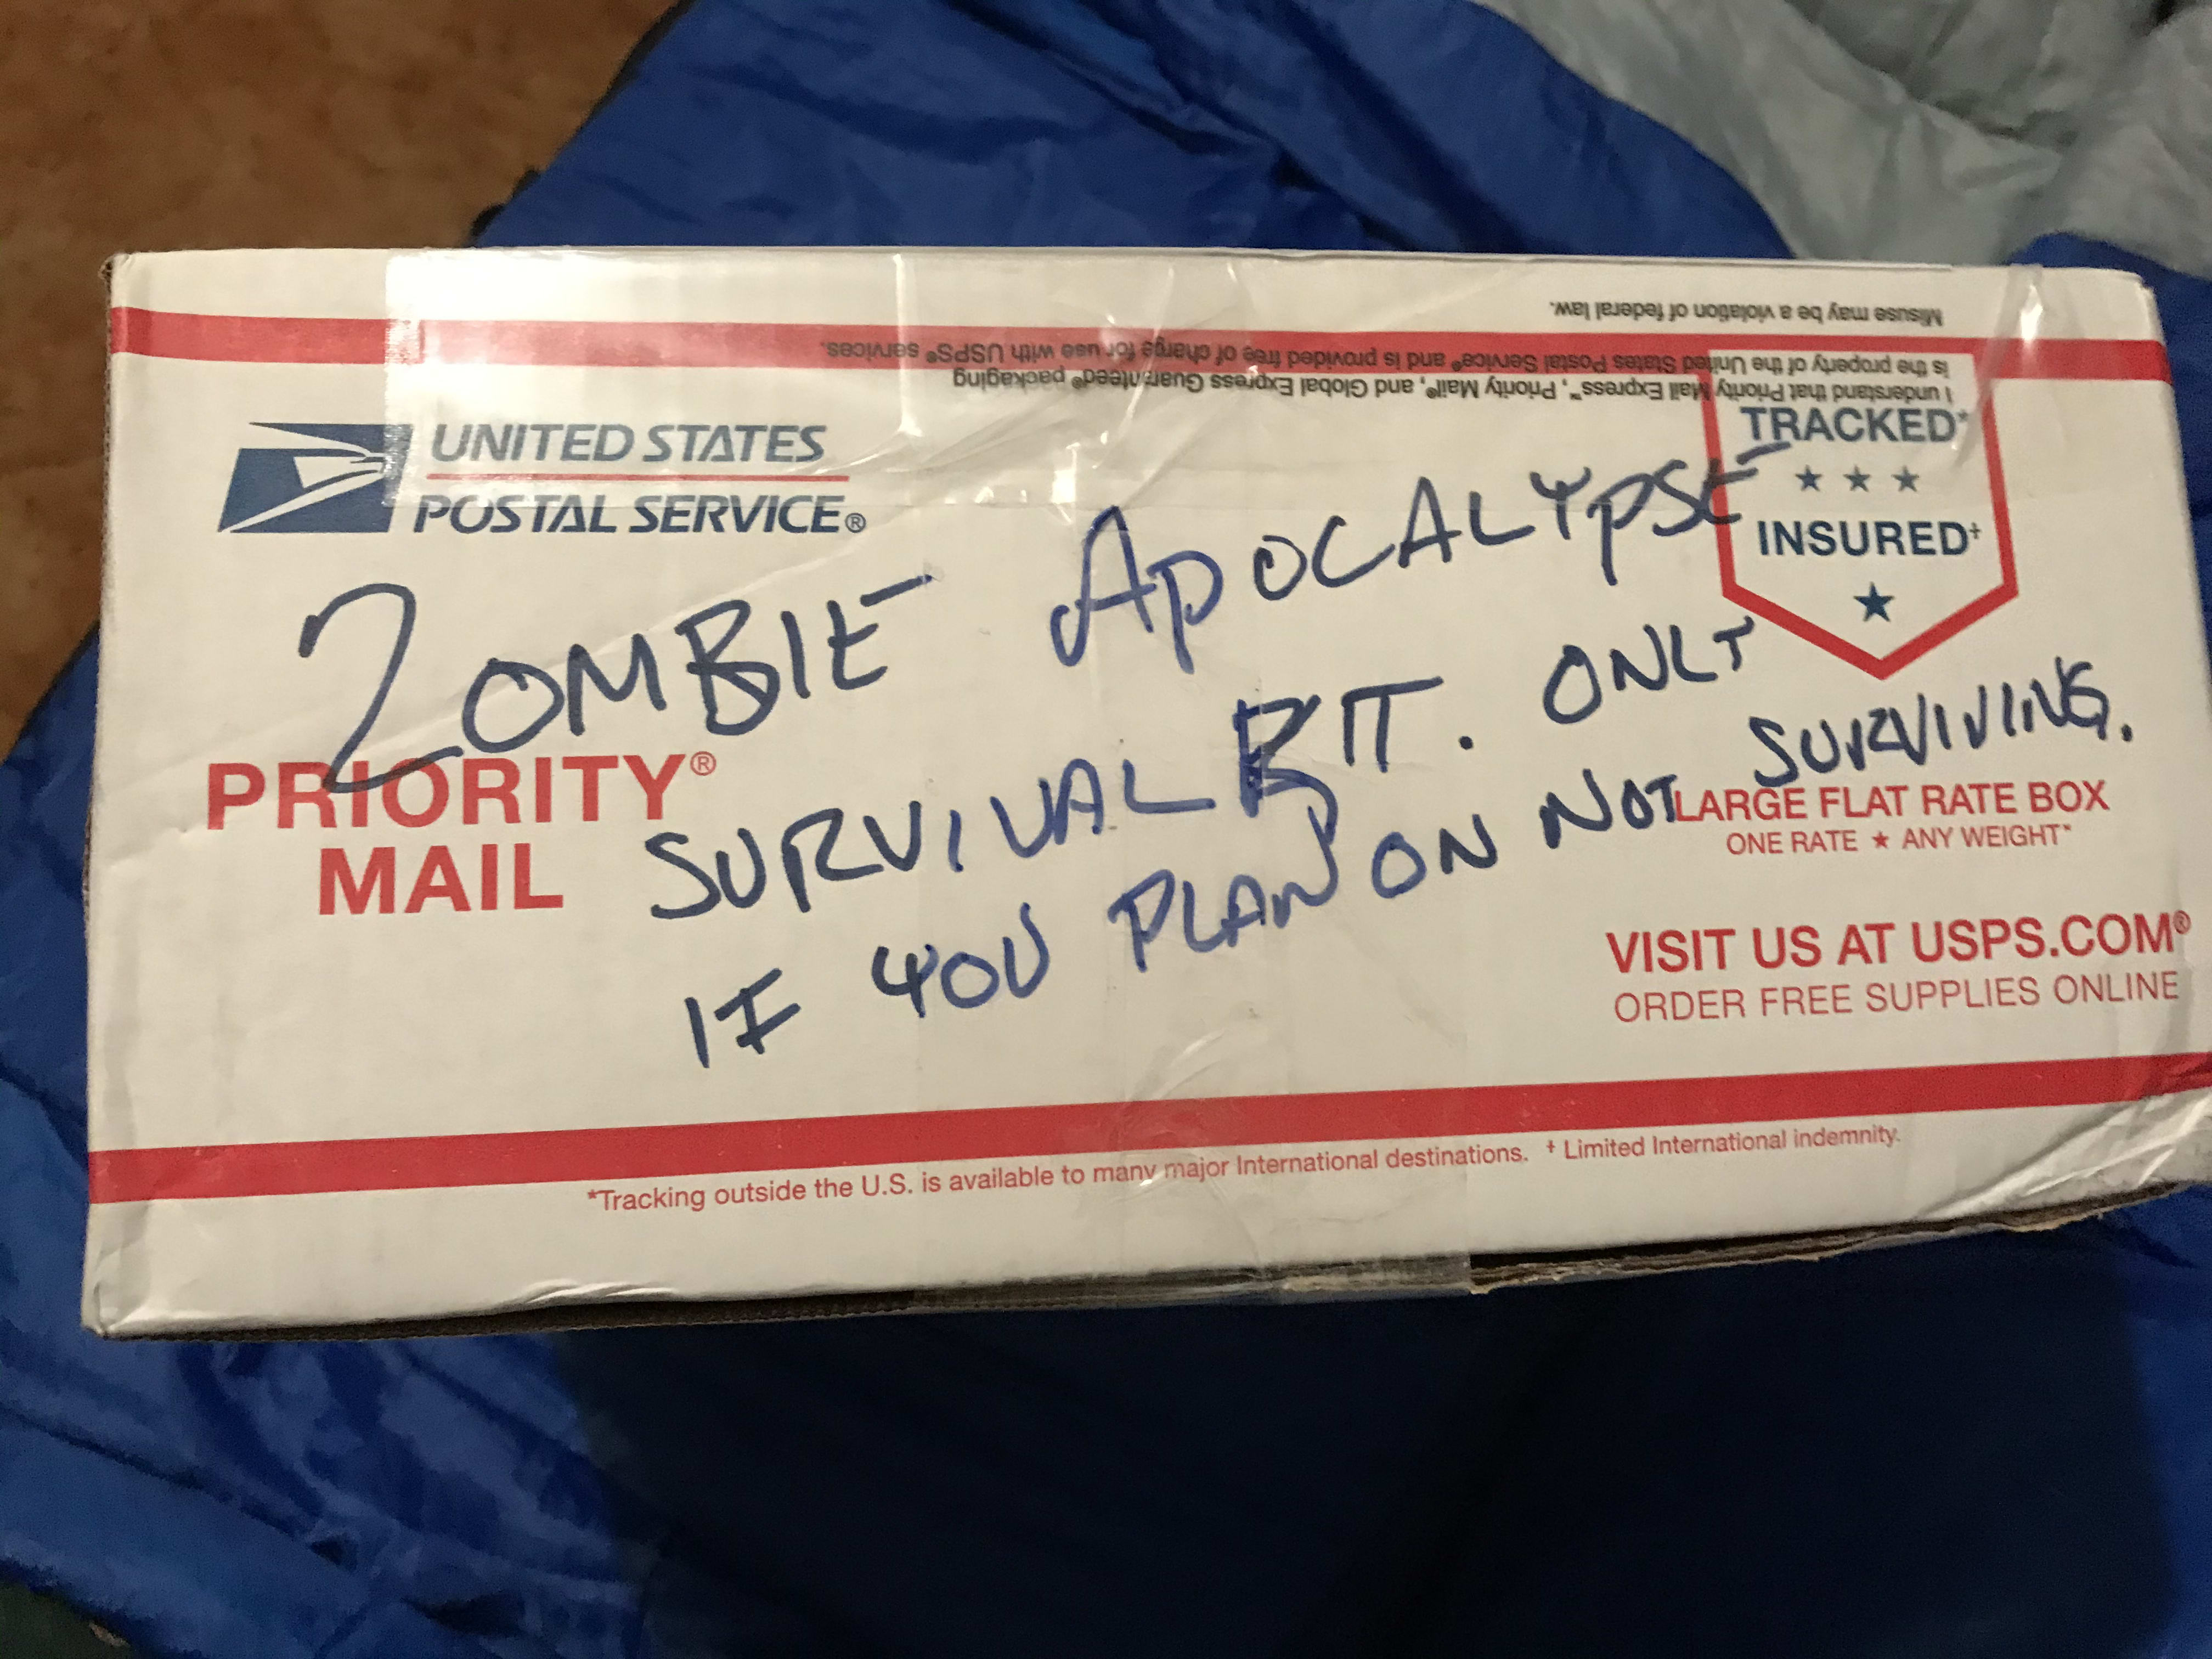 Misuse may be a violation of federal law.
is the property of the United States Postal Service® and is provided free of charge for use with USPS® services.
I understand that Priority Mail Express™, Priority Mail®, and Global Express Guaranteed® packaging
UNITED STATES
POSTAL SERVICE®
TRACKED*
★ ★ ★
INSURED†
★
ZOMBIE APOCALYPSE
SURVIVAL KIT. ONLY
IF YOU PLAN ON NOT SURVIVING.
PRIORITY®
MAIL
LARGE FLAT RATE BOX
ONE RATE ★ ANY WEIGHT*
VISIT US AT USPS.COM®
ORDER FREE SUPPLIES ONLINE
*Tracking outside the U.S. is available to many major International destinations. † Limited International indemnity.